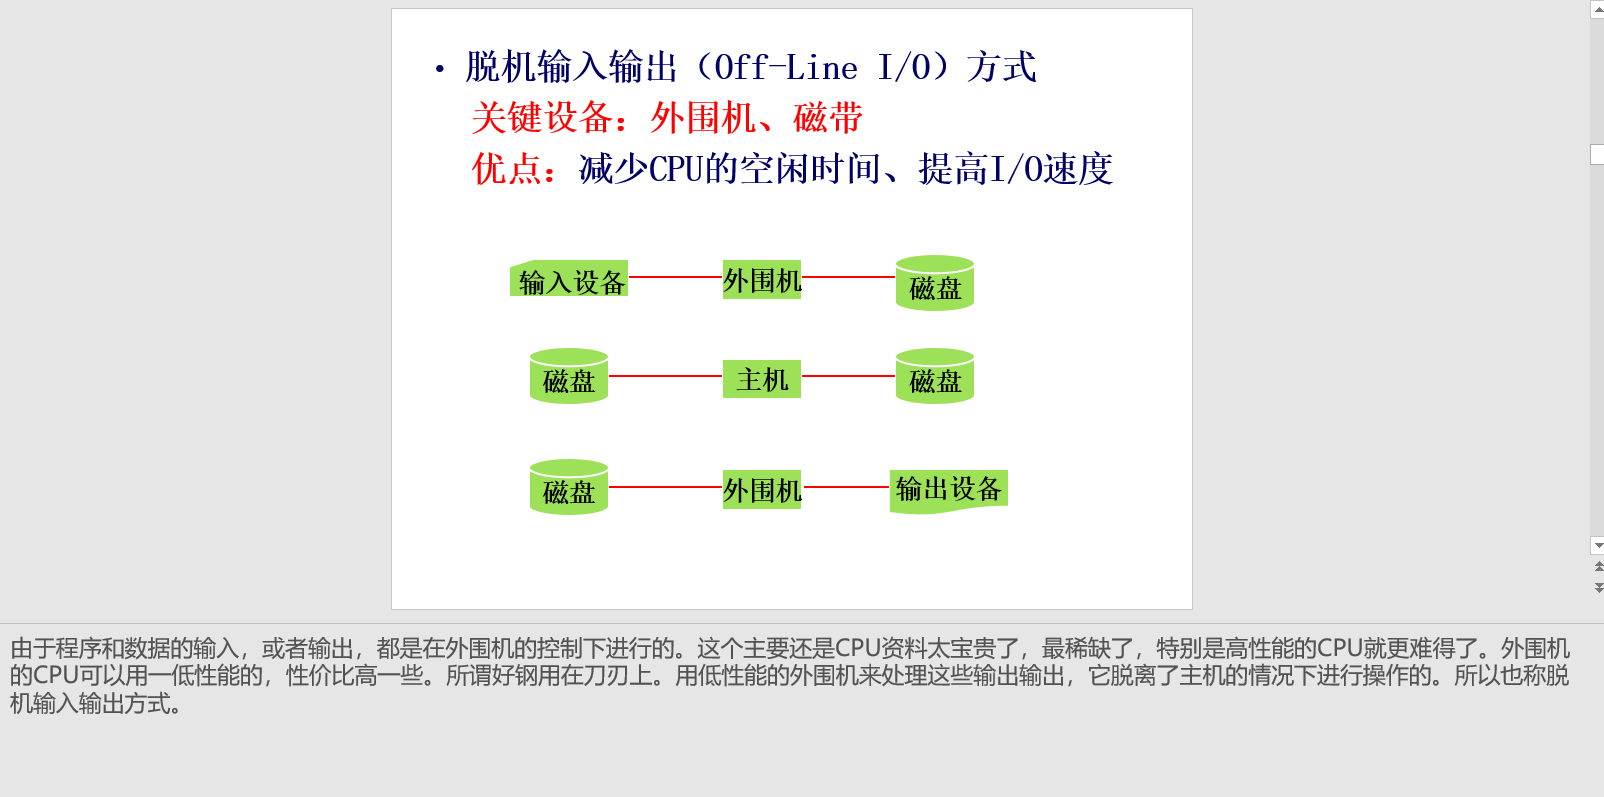 • 脱机输入输出（Off-Line I/O）方式
关键设备：外围机、磁带
优点：减少CPU的空闲时间、提高I/O速度
输入设备 外围机 磁盘
磁盘 主机 磁盘
磁盘 外围机 输出设备
由于程序和数据的输入，或者输出，都是在外围机的控制下进行的。这个主要还是CPU资料太宝贵了，最稀缺了，特别是高性能的CPU就更难得了。外围机
的CPU可以用一低性能的，性价比高一些。所谓好钢用在刀刃上。用低性能的外围机来处理这些输出输出，它脱离了主机的情况下进行操作的。所以也称脱
机输入输出方式。